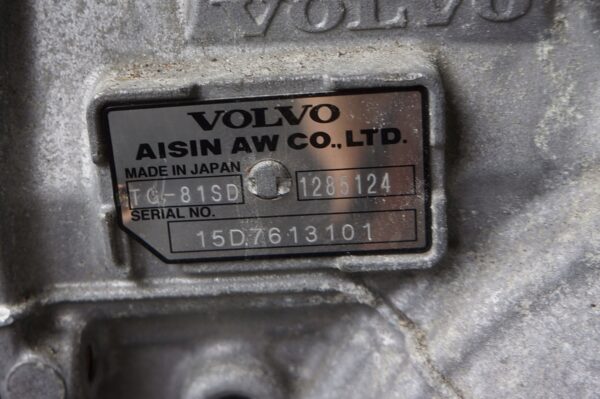 VOLVO
VOLVO
AISIN AW CO., LTD.
MADE IN JAPAN
TG-81SD 1285124
SERIAL NO.
15D7613101